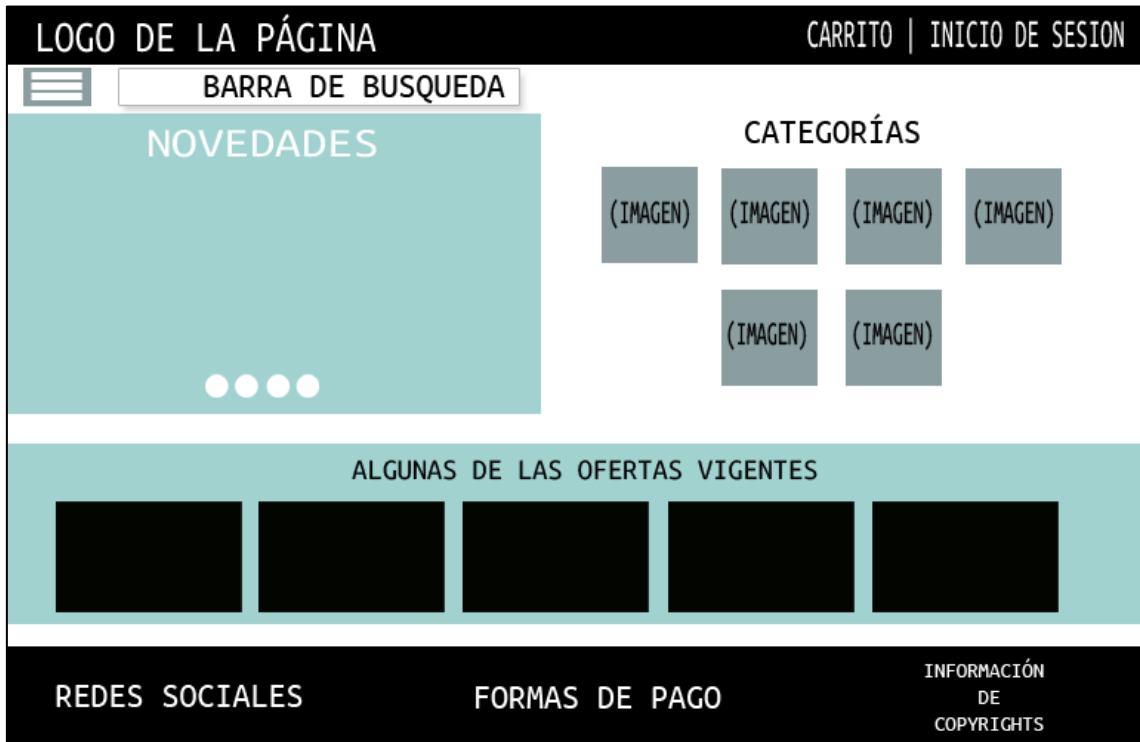 LOGO DE LA PÁGINA
CARRITO | INICIO DE SESION
BARRA DE BUSQUEDA
NOVEDADES
CATEGORÍAS
(IMAGEN) (IMAGEN) (IMAGEN) (IMAGEN)
(IMAGEN) (IMAGEN)
ALGUNAS DE LAS OFERTAS VIGENTES
REDES SOCIALES
FORMAS DE PAGO
INFORMACIÓN
DE
COPYRIGHTS